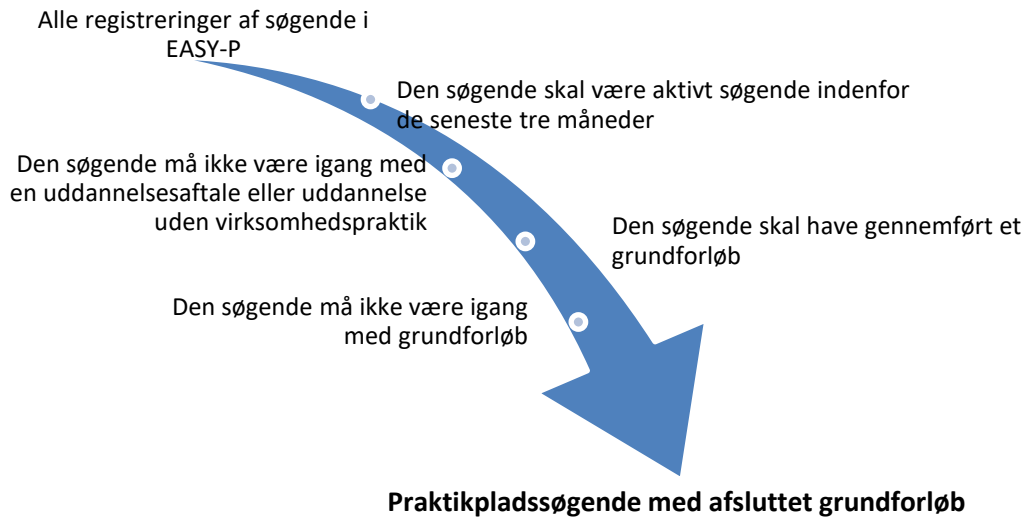 Alle registreringer af søgende i
EASY-P
Den søgende skal være aktivt søgende indenfor
de seneste tre måneder
Den søgende må ikke være igang med
en uddannelsesaftale eller uddannelse
uden virksomhedspraktik
Den søgende skal have gennemført et
grundforløb
Den søgende må ikke være igang
med grundforløb
Praktikpladssøgende med afsluttet grundforløb